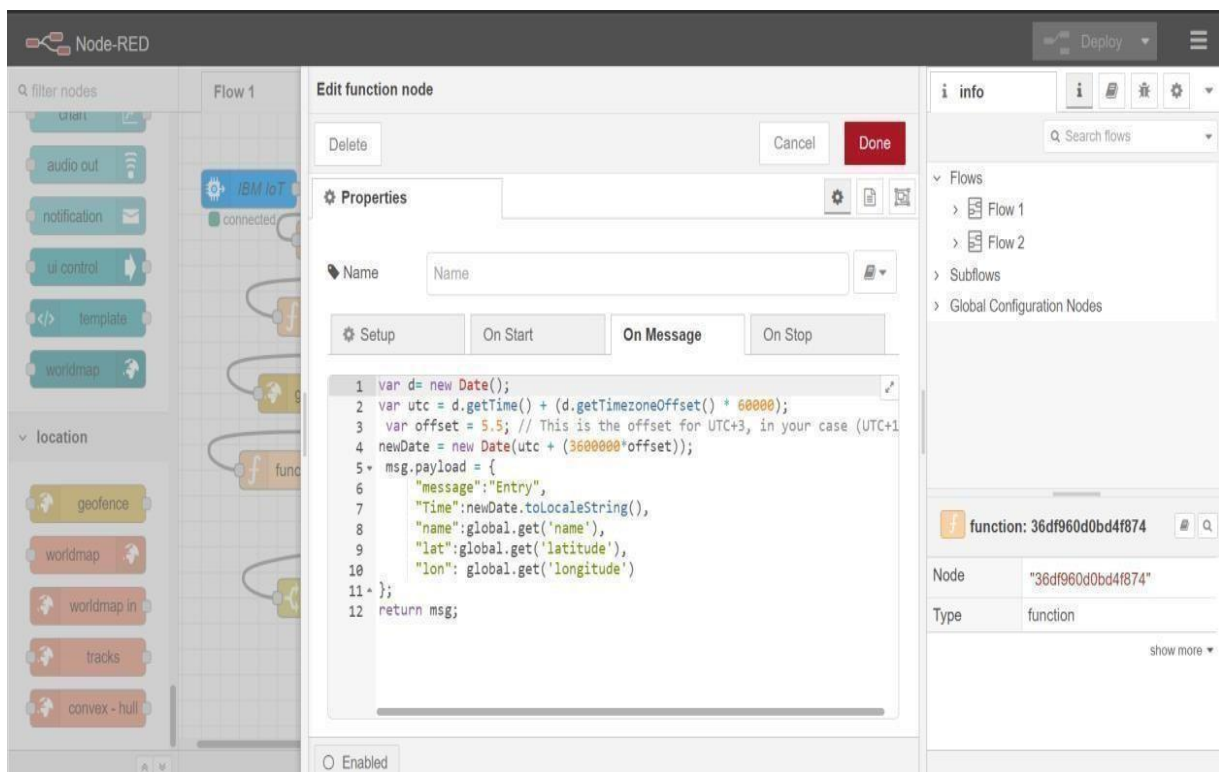 Node-RED
Deploy
filter nodes
chart
audio out
notification
ui control
</> template
worldmap
location
geofence
worldmap
worldmap in
tracks
convex - hull
Flow 1
IBM IoT
connected
f
g
f func
Edit function node
Delete
Cancel
Done
Properties
Name
Name
Setup
On Start
On Message
On Stop
1 var d= new Date();
2 var utc = d.getTime() + (d.getTimezoneOffset() * 60000);
3 var offset = 5.5; // This is the offset for UTC+3, in your case (UTC+1
4 newDate = new Date(utc + (3600000*offset));
5 msg.payload = {
6 "message":"Entry",
7 "Time":newDate.toLocaleString(),
8 "name":global.get('name'),
9 "lat":global.get('latitude'),
10 "lon": global.get('longitude')
11 };
12 return msg;
Enabled
i info
i
Search flows
Flows
Flow 1
Flow 2
Subflows
Global Configuration Nodes
f function: 36df960d0bd4f874
Node "36df960d0bd4f874"
Type function
show more